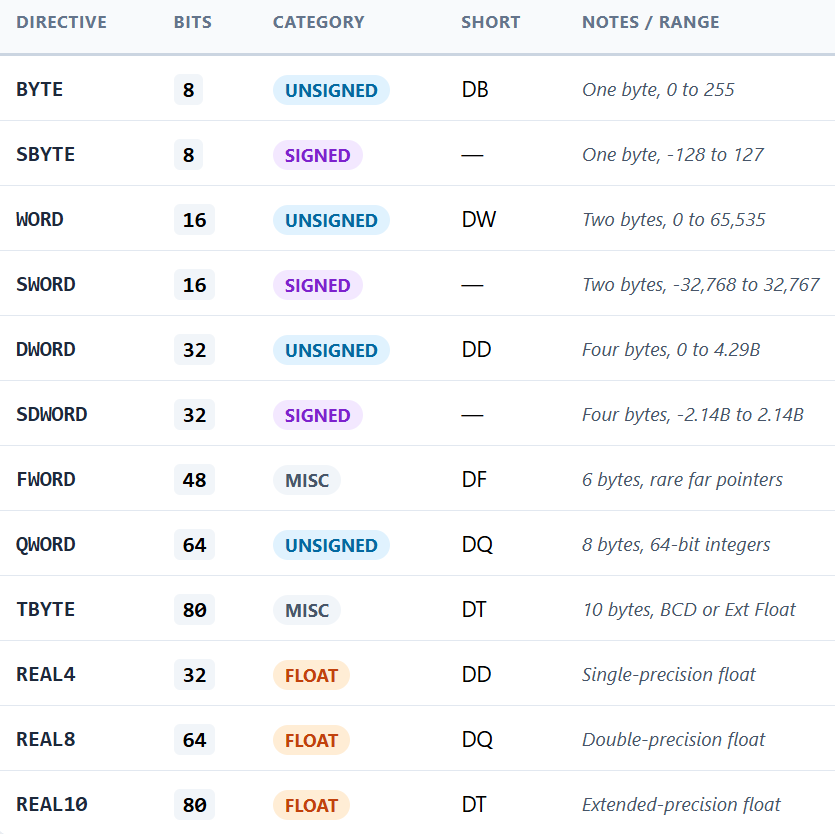 DIRECTIVE BITS CATEGORY SHORT NOTES / RANGE
BYTE 8 UNSIGNED DB One byte, 0 to 255
SBYTE 8 SIGNED — One byte, -128 to 127
WORD 16 UNSIGNED DW Two bytes, 0 to 65,535
SWORD 16 SIGNED — Two bytes, -32,768 to 32,767
DWORD 32 UNSIGNED DD Four bytes, 0 to 4.29B
SDWORD 32 SIGNED — Four bytes, -2.14B to 2.14B
FWORD 48 MISC DF 6 bytes, rare far pointers
QWORD 64 UNSIGNED DQ 8 bytes, 64-bit integers
TBYTE 80 MISC DT 10 bytes, BCD or Ext Float
REAL4 32 FLOAT DD Single-precision float
REAL8 64 FLOAT DQ Double-precision float
REAL10 80 FLOAT DT Extended-precision float